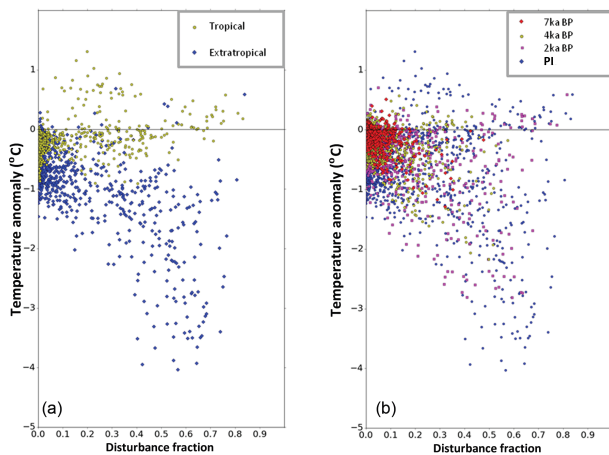 Tropical
Extratropical
1
0
−1
−2
−3
−4
−5
Temperature anomaly (°C)
(a)
0.0 0.1 0.2 0.3 0.4 0.5 0.6 0.7 0.8 0.9
Disturbance fraction
7ka BP
4ka BP
2ka BP
PI
1
0
−1
−2
−3
−4
−5
Temperature anomaly (°C)
(b)
0.0 0.1 0.2 0.3 0.4 0.5 0.6 0.7 0.8 0.9
Disturbance fraction